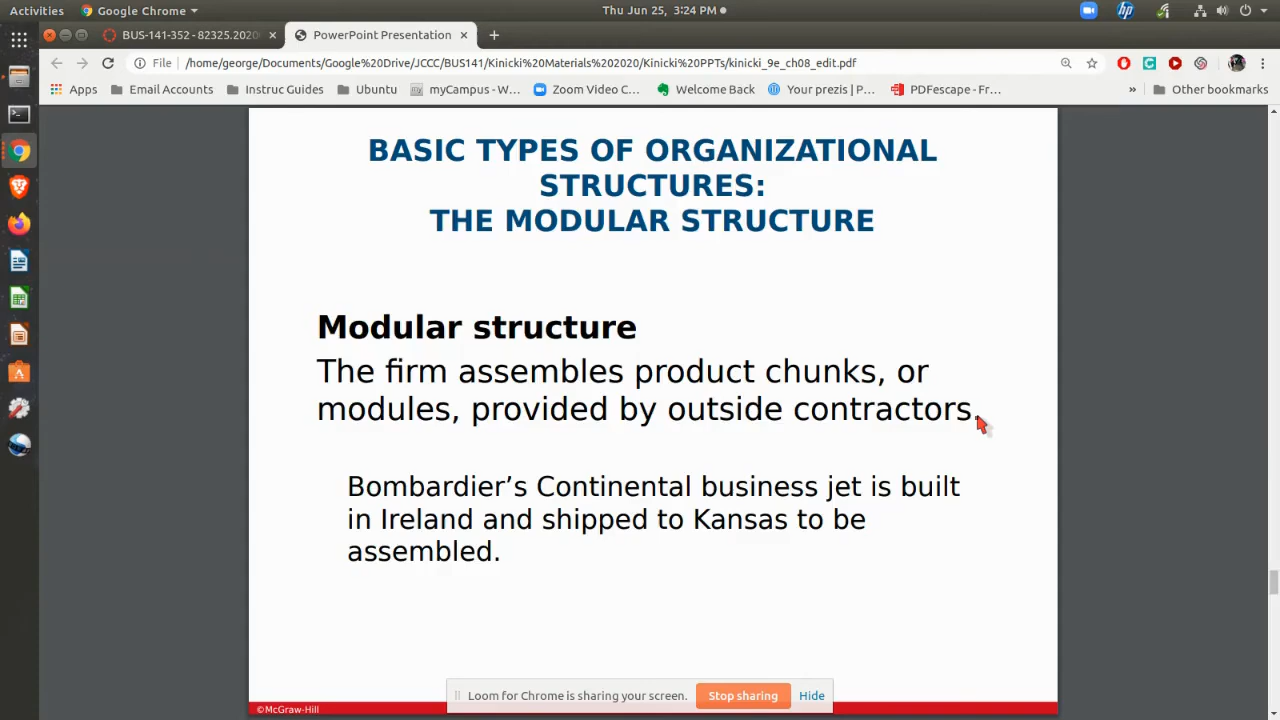 Activities Google Chrome Thu Jun 25, 3:24 PM
BUS-141-352 - 82325.2020 PowerPoint Presentation
File /home/george/Documents/Google%20Drive/JCCC/BUS141/Kinicki%20Materials%202020/Kinicki%20PPTs/kinicki_9e_ch08_edit.pdf
Apps Email Accounts Instruc Guides Ubuntu myCampus - W... Zoom Video C... Welcome Back Your prezis | P... PDFescape - Fr... » Other bookmarks
BASIC TYPES OF ORGANIZATIONAL
STRUCTURES:
THE MODULAR STRUCTURE
Modular structure
The firm assembles product chunks, or
modules, provided by outside contractors.
Bombardier’s Continental business jet is built
in Ireland and shipped to Kansas to be
assembled.
Loom for Chrome is sharing your screen. Stop sharing Hide
©McGraw-Hill